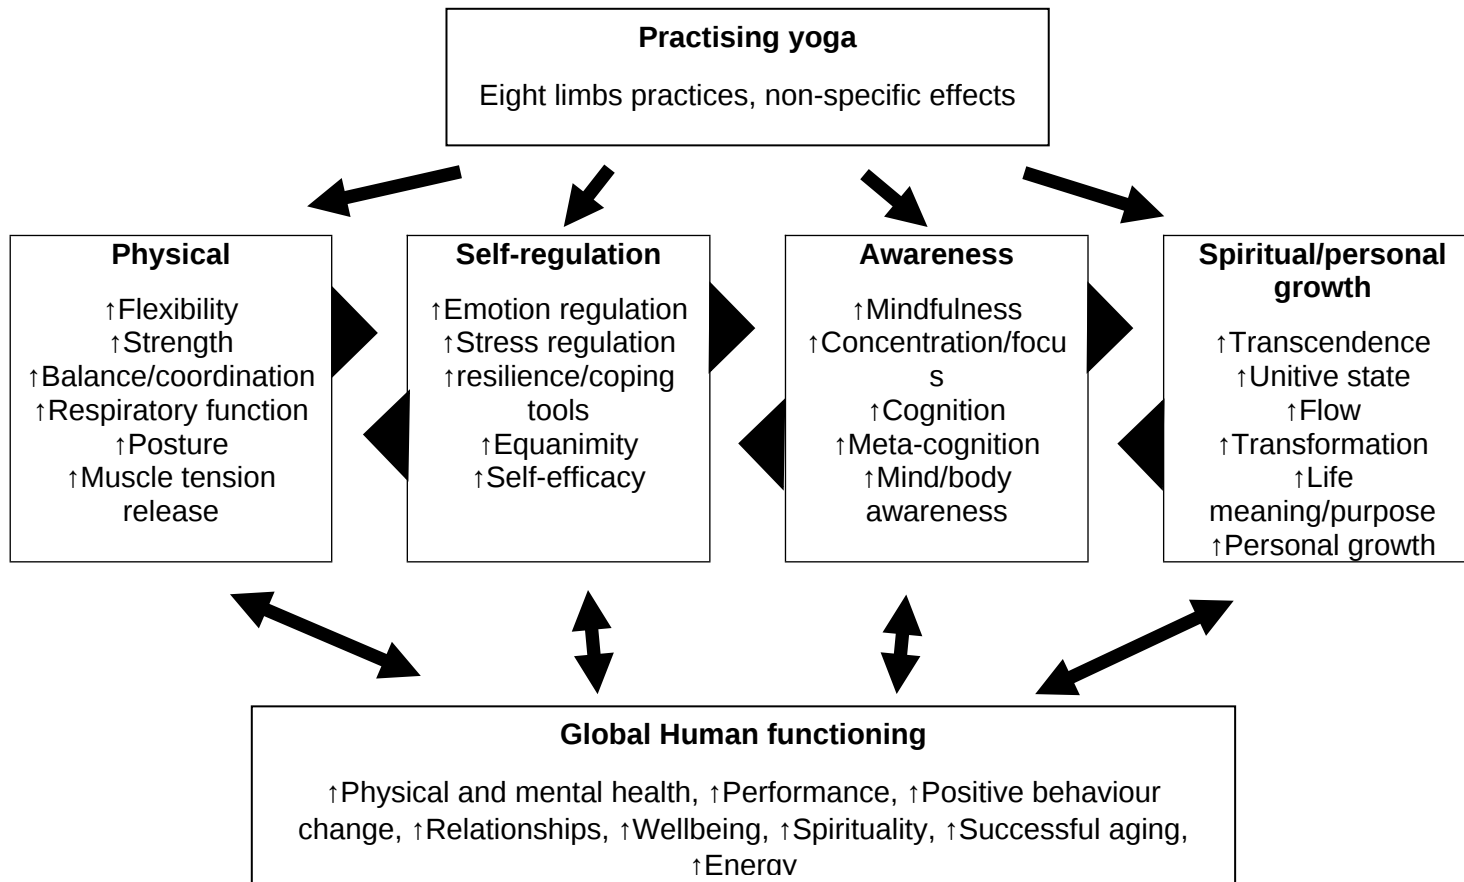 Practising yoga
Eight limbs practices, non-specific effects
Physical
↑Flexibility
↑Strength
↑Balance/coordination
↑Respiratory function
↑Posture
↑Muscle tension
release
Self-regulation
↑Emotion regulation
↑Stress regulation
↑resilience/coping
tools
↑Equanimity
↑Self-efficacy
Awareness
↑Mindfulness
↑Concentration/focu
s
↑Cognition
↑Meta-cognition
↑Mind/body
awareness
Spiritual/personal
growth
↑Transcendence
↑Unitive state
↑Flow
↑Transformation
↑Life
meaning/purpose
↑Personal growth
Global Human functioning
↑Physical and mental health, ↑Performance, ↑Positive behaviour
change, ↑Relationships, ↑Wellbeing, ↑Spirituality, ↑Successful aging,
↑Energy